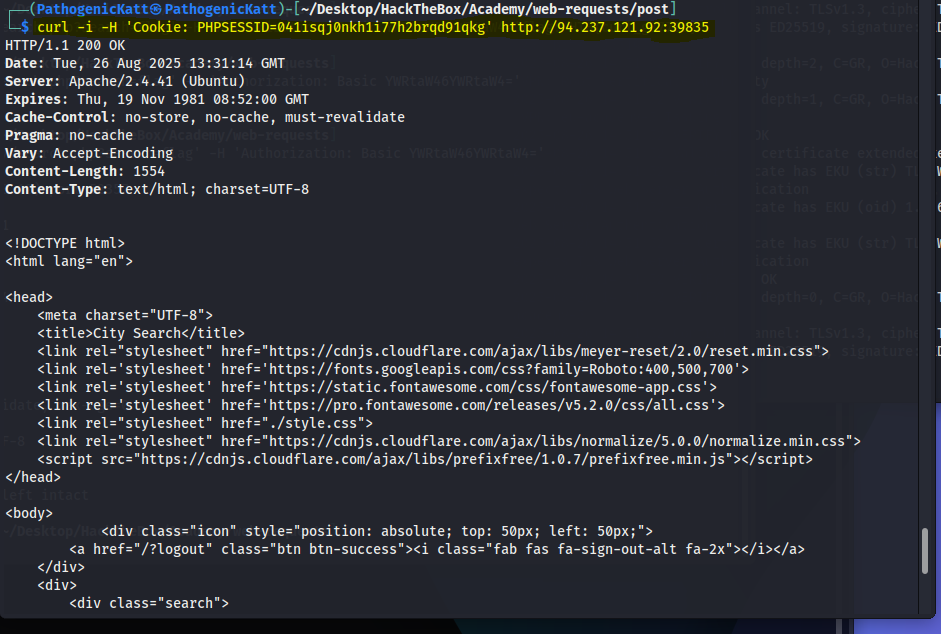 ┌──(PathogenicKatt㉿PathogenicKatt)-[~/Desktop/HackTheBox/Academy/web-requests/post]
└─$ curl -i -H 'Cookie: PHPSESSID=041isqj0nkh1i77h2brqd91qkg' http://94.237.121.92:39835
HTTP/1.1 200 OK
Date: Tue, 26 Aug 2025 13:31:14 GMT
Server: Apache/2.4.41 (Ubuntu)
Expires: Thu, 19 Nov 1981 08:52:00 GMT
Cache-Control: no-store, no-cache, must-revalidate
Pragma: no-cache
Vary: Accept-Encoding
Content-Length: 1554
Content-Type: text/html; charset=UTF-8
<!DOCTYPE html>
<html lang="en">
<head>
    <meta charset="UTF-8">
    <title>City Search</title>
    <link rel="stylesheet" href="https://cdnjs.cloudflare.com/ajax/libs/meyer-reset/2.0/reset.min.css">
    <link rel='stylesheet' href='https://fonts.googleapis.com/css?family=Roboto:400,500,700'>
    <link rel='stylesheet' href='https://static.fontawesome.com/css/fontawesome-app.css'>
    <link rel='stylesheet' href='https://pro.fontawesome.com/releases/v5.2.0/css/all.css'>
    <link rel="stylesheet" href="./style.css">
    <link rel="stylesheet" href="https://cdnjs.cloudflare.com/ajax/libs/normalize/5.0.0/normalize.min.css">
    <script src="https://cdnjs.cloudflare.com/ajax/libs/prefixfree/1.0.7/prefixfree.min.js"></script>
</head>
<body>
            <div class="icon" style="position: absolute; top: 50px; left: 50px;">
        <a href="/?logout" class="btn btn-success"><i class="fab fas fa-sign-out-alt fa-2x"></i></a>
    </div>
    <div>
        <div class="search">